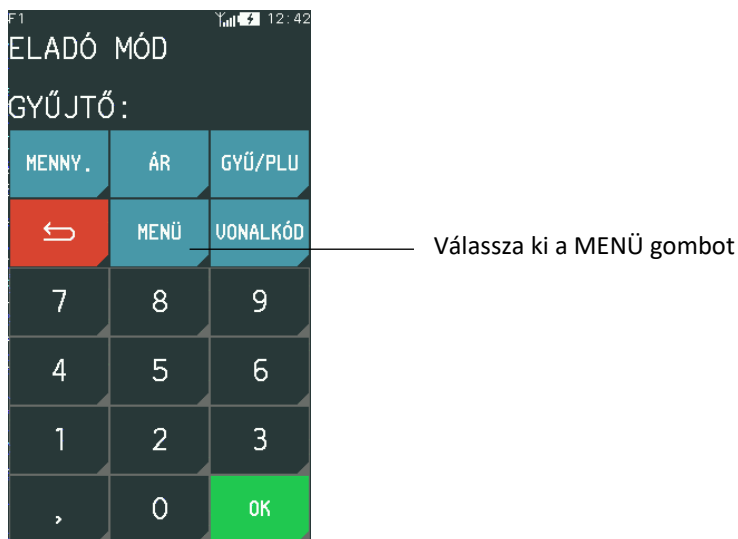 F1 12:42
ELADÓ MÓD
GYŰJTŐ:
MENNY. ÁR GYŰ/PLU
MENÜ VONALKÓD
Válassza ki a MENÜ gombot
7 8 9
4 5 6
1 2 3
, 0 OK